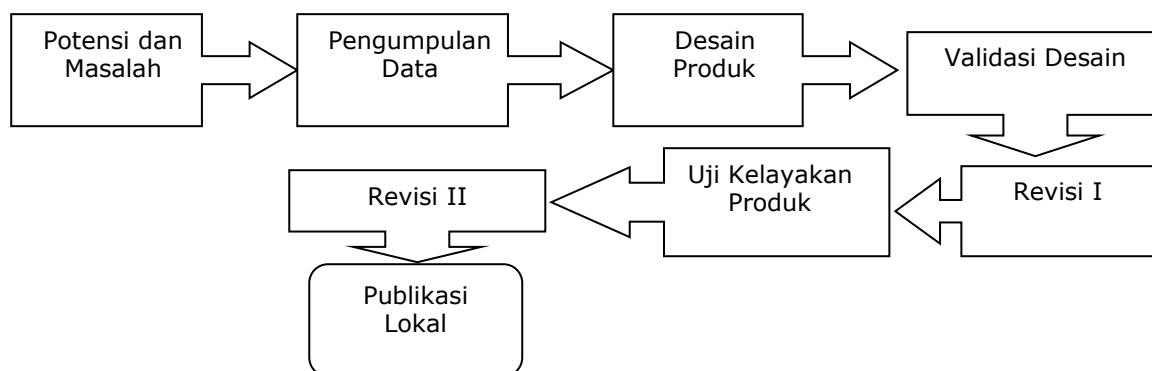 Potensi dan
Masalah
Pengumpulan
Data
Desain
Produk
Validasi Desain
Revisi I
Uji Kelayakan
Produk
Revisi II
Publikasi
Lokal